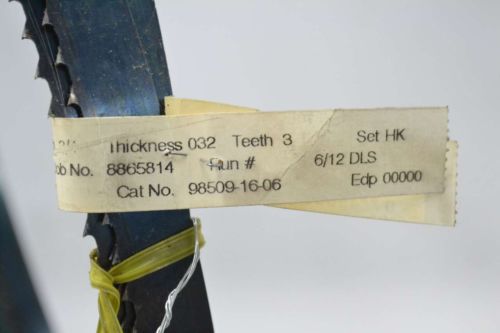 Thickness 032 Teeth 3 Set HK
Job No. 8865814 Run # 6/12 DLS
Cat No. 98509-16-06 Edp 00000